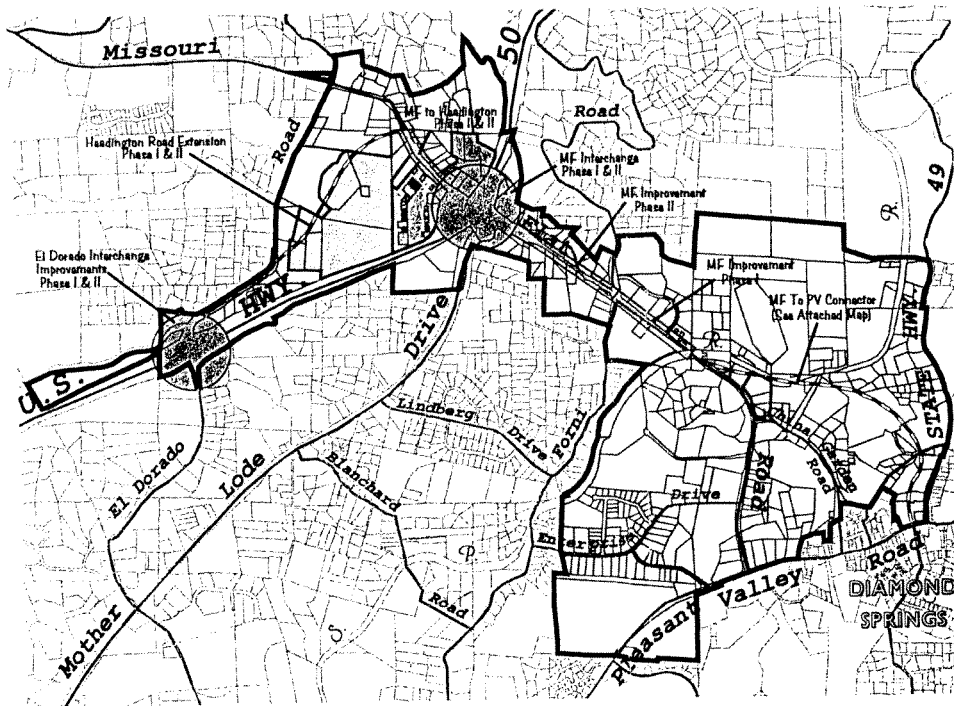 Missouri
50
Road
MF to Headington
Phase I & II
Headington Road Extension
Phase I & II
Road
MF Interchange
Phase I & II
MF Improvement
Phase II
49
R.
El Dorado Interchange
Improvements
Phase I & II
HWY.
MF Improvement
Phase I
MF To PV Connector
(See Attached Map)
Drive
R.
HWY
STATE
U.S.
Lindberg
Drive
Forni
China
Garden
Road
Blanchard
Lode
El Dorado
Road
Drive
Enterprise
P
Road
Road
S
Mother
Pleasant Valley
DIAMOND
SPRINGS